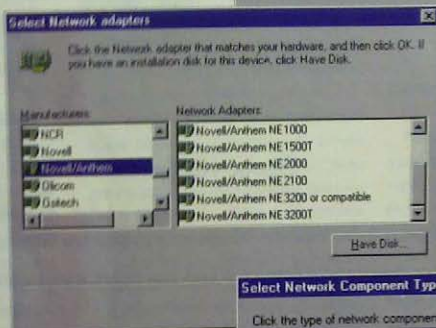 Select Network adapters
Click the Network adapter that matches your hardware, and then click OK. If
you have an installation disk for this device, click Have Disk.
Manufacturers:
NCR
Novell
Novell/Anthem
Olicom
Ositech
Network Adapters:
Novell/Anthem NE1000
Novell/Anthem NE1500T
Novell/Anthem NE2000
Novell/Anthem NE2100
Novell/Anthem NE3200 or compatible
Novell/Anthem NE3200T
Have Disk...
Select Network Component Typ
Click the type of network componen